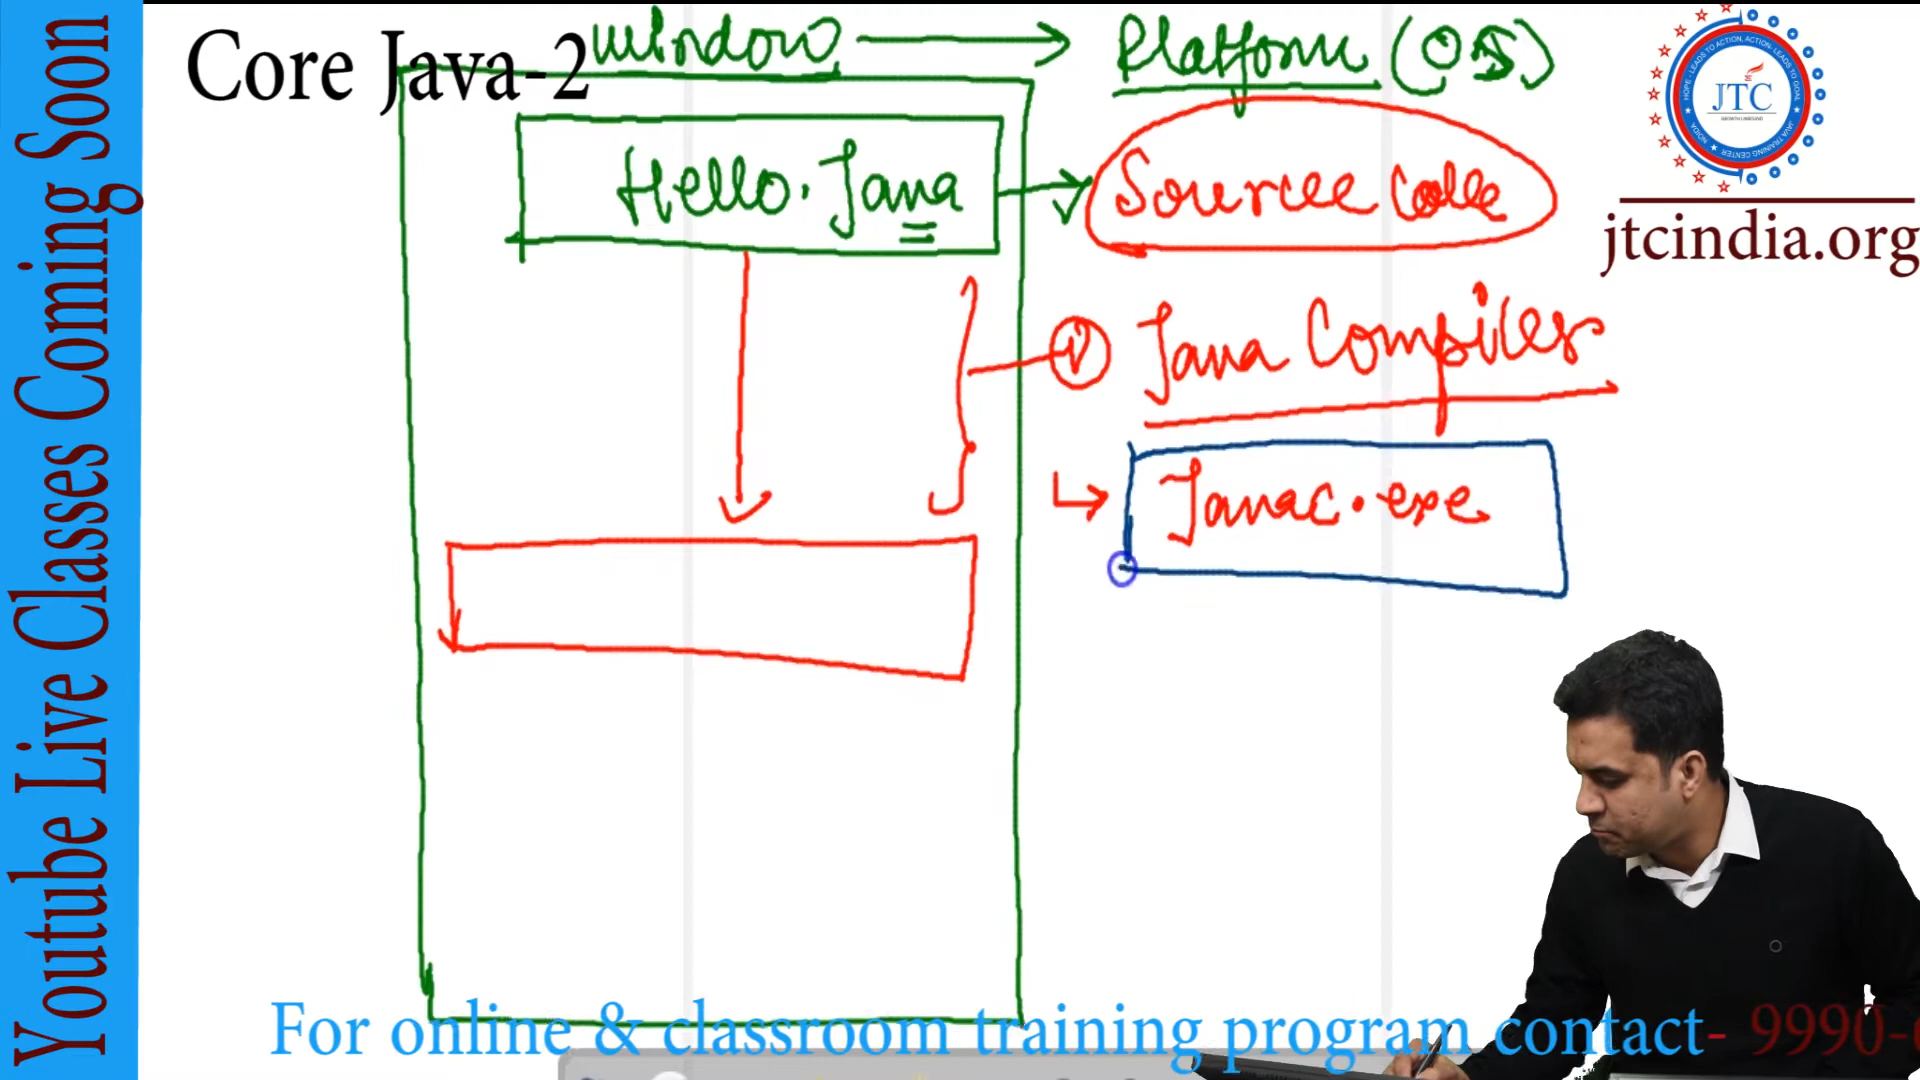 Youtube Live Classes Coming Soon
Core Java-2
window → Platform (OS)
Hello.Java
Source Code
Java Compiler
Javac.exe
JTC
jtcindia.org
For online & classroom training program contact- 9990-